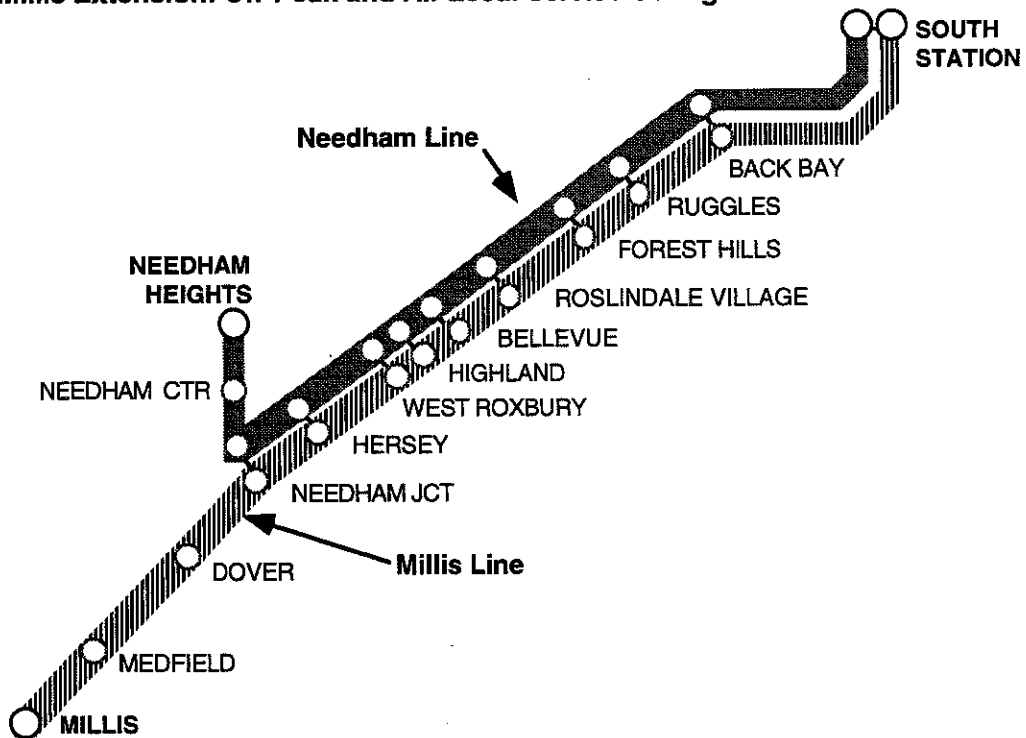 SOUTH
STATION
Needham Line
BACK BAY
RUGGLES
FOREST HILLS
NEEDHAM
HEIGHTS
ROSLINDALE VILLAGE
BELLEVUE
NEEDHAM CTR
HIGHLAND
WEST ROXBURY
HERSEY
NEEDHAM JCT
Millis Line
DOVER
MEDFIELD
MILLIS